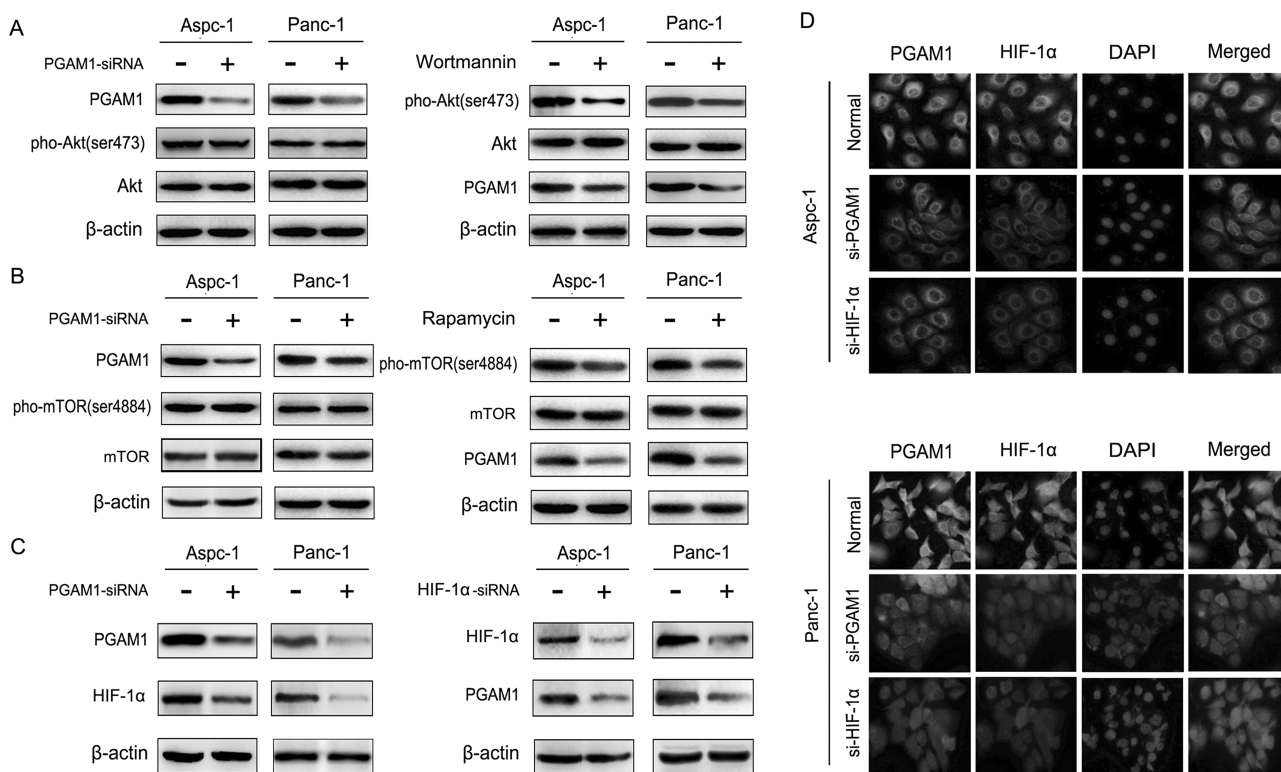 A
Aspc-1 Panc-1
PGAM1-siRNA - + - +
PGAM1
pho-Akt(ser473)
Akt
β-actin
Aspc-1 Panc-1
Wortmannin - + - +
pho-Akt(ser473)
Akt
PGAM1
β-actin
B
Aspc-1 Panc-1
PGAM1-siRNA - + - +
PGAM1
pho-mTOR(ser4884)
mTOR
β-actin
Aspc-1 Panc-1
Rapamycin - + - +
pho-mTOR(ser4884)
mTOR
PGAM1
β-actin
C
Aspc-1 Panc-1
PGAM1-siRNA - + - +
PGAM1
HIF-1α
β-actin
Aspc-1 Panc-1
HIF-1α-siRNA - + - +
HIF-1α
PGAM1
β-actin
D
PGAM1 HIF-1α DAPI Merged
Aspc-1
Normal
si-PGAM1
si-HIF-1α
PGAM1 HIF-1α DAPI Merged
Panc-1
Normal
si-PGAM1
si-HIF-1α